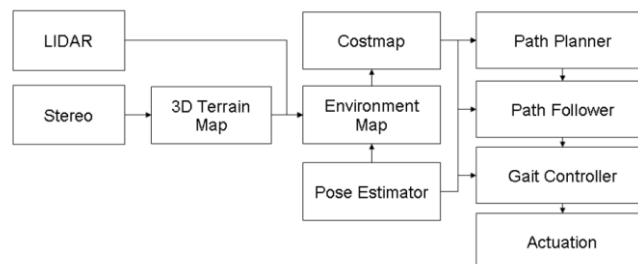 LIDAR
Costmap
Path Planner
Stereo
3D Terrain
Map
Environment
Map
Path Follower
Pose Estimator
Gait Controller
Actuation